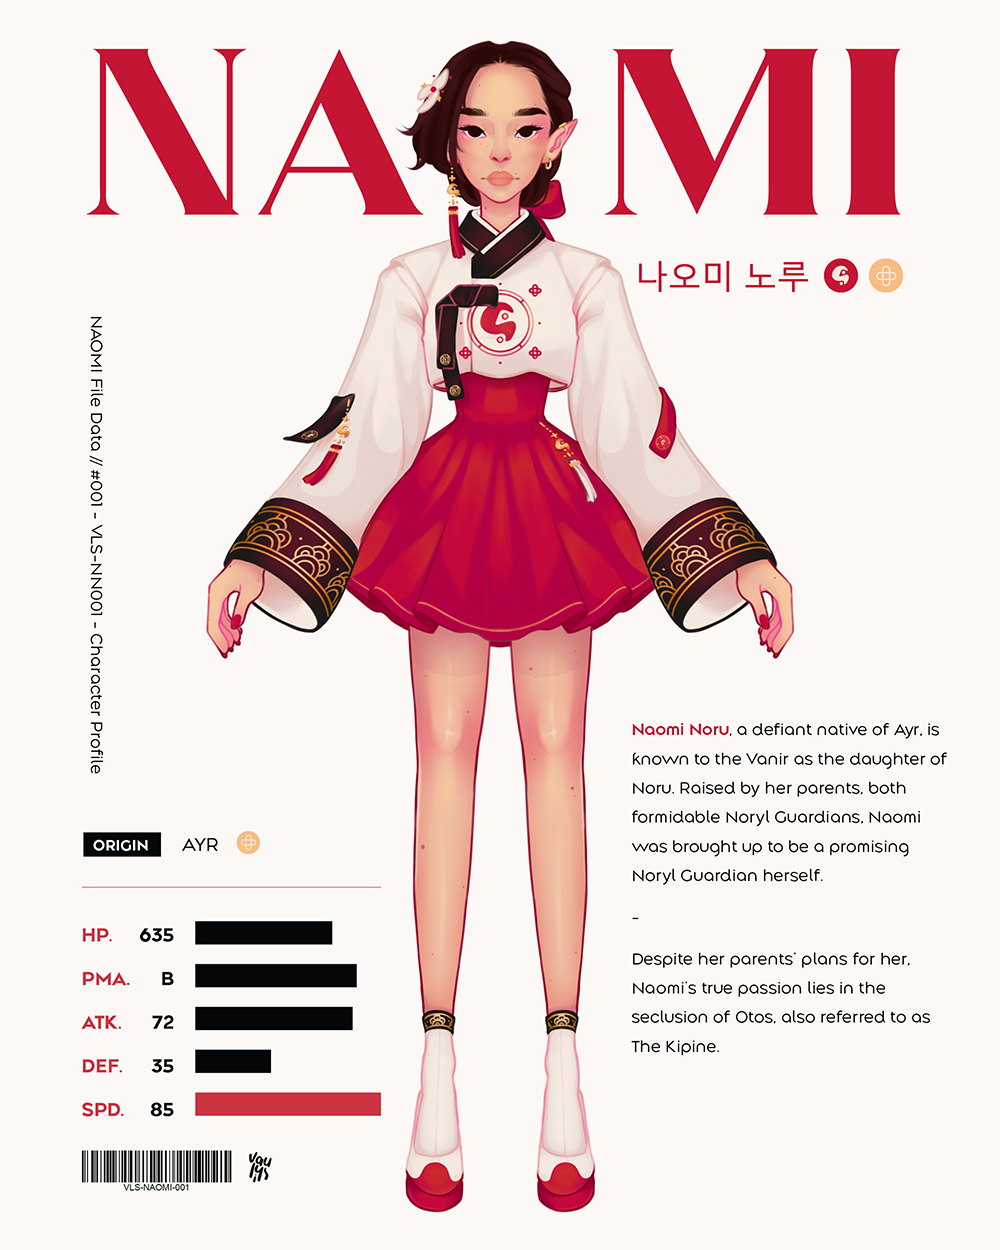 NAOMI
나오미 노루
NAOMI File Data // #001 - VLS-NN001 - Character Profile
Naomi Noru, a defiant native of Ayr, is
known to the Vanir as the daughter of
Noru. Raised by her parents, both
formidable Noryl Guardians, Naomi
was brought up to be a promising
Noryl Guardian herself.
-
Despite her parents' plans for her,
Naomi's true passion lies in the
seclusion of Otos, also referred to as
The Kipine.
ORIGIN AYR
HP. 635
PMA. B
ATK. 72
DEF. 35
SPD. 85
VLS-NAOMI-001